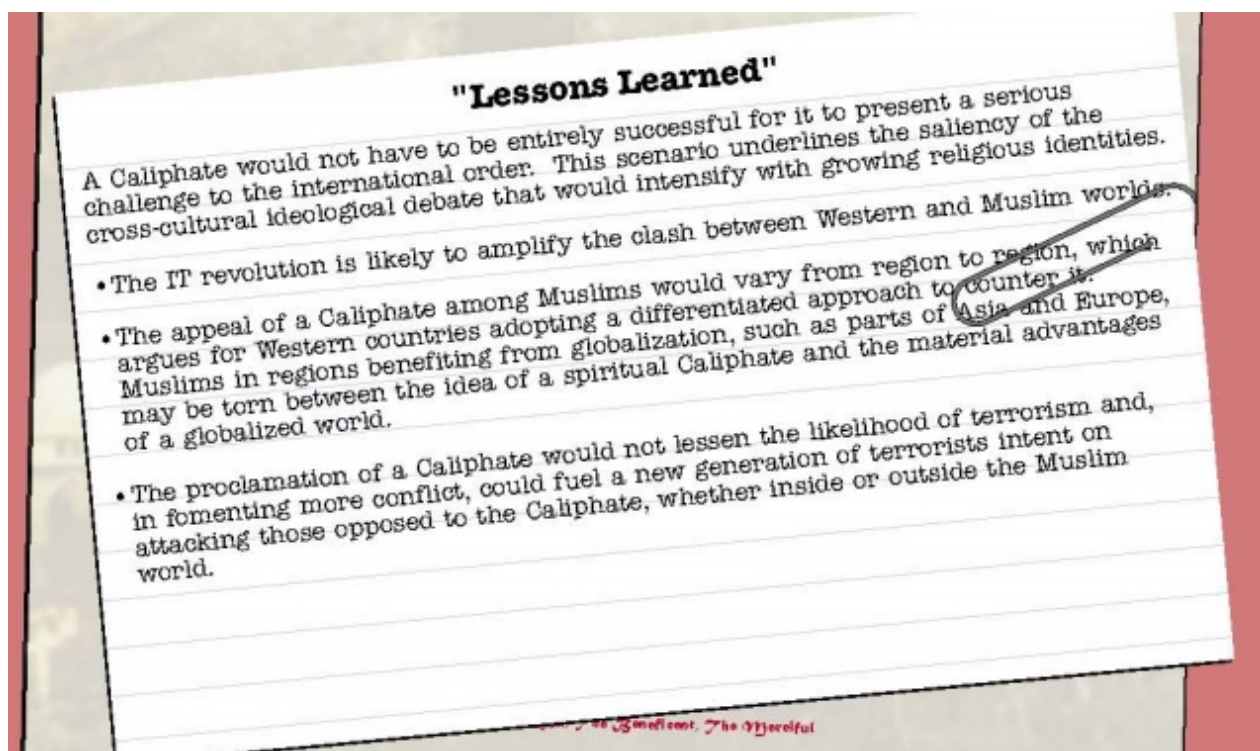 "Lessons Learned"
A Caliphate would not have to be entirely successful for it to present a serious
challenge to the international order. This scenario underlines the saliency of the
cross-cultural ideological debate that would intensify with growing religious identities.
•The IT revolution is likely to amplify the clash between Western and Muslim worlds.
•The appeal of a Caliphate among Muslims would vary from region to region, which
argues for Western countries adopting a differentiated approach to counter it.
Muslims in regions benefiting from globalization, such as parts of Asia and Europe,
may be torn between the idea of a spiritual Caliphate and the material advantages
of a globalized world.
•The proclamation of a Caliphate would not lessen the likelihood of terrorism and,
in fomenting more conflict, could fuel a new generation of terrorists intent on
attacking those opposed to the Caliphate, whether inside or outside the Muslim
world.
Beneficent, The Merciful